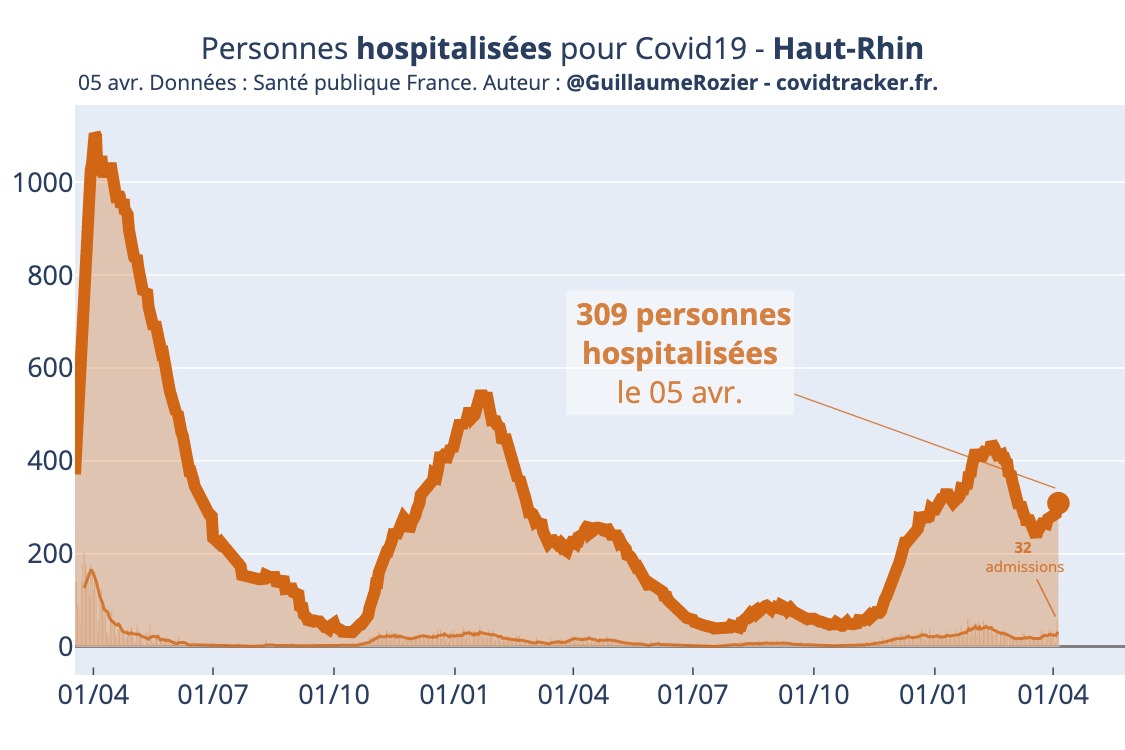 Personnes hospitalisées pour Covid19 - Haut-Rhin
05 avr. Données : Santé publique France. Auteur : @GuillaumeRozier - covidtracker.fr.
1000
800
600
400
200
0
309 personnes
hospitalisées
le 05 avr.
32
admissions
01/04
01/07
01/10
01/01
01/04
01/07
01/10
01/01
01/04